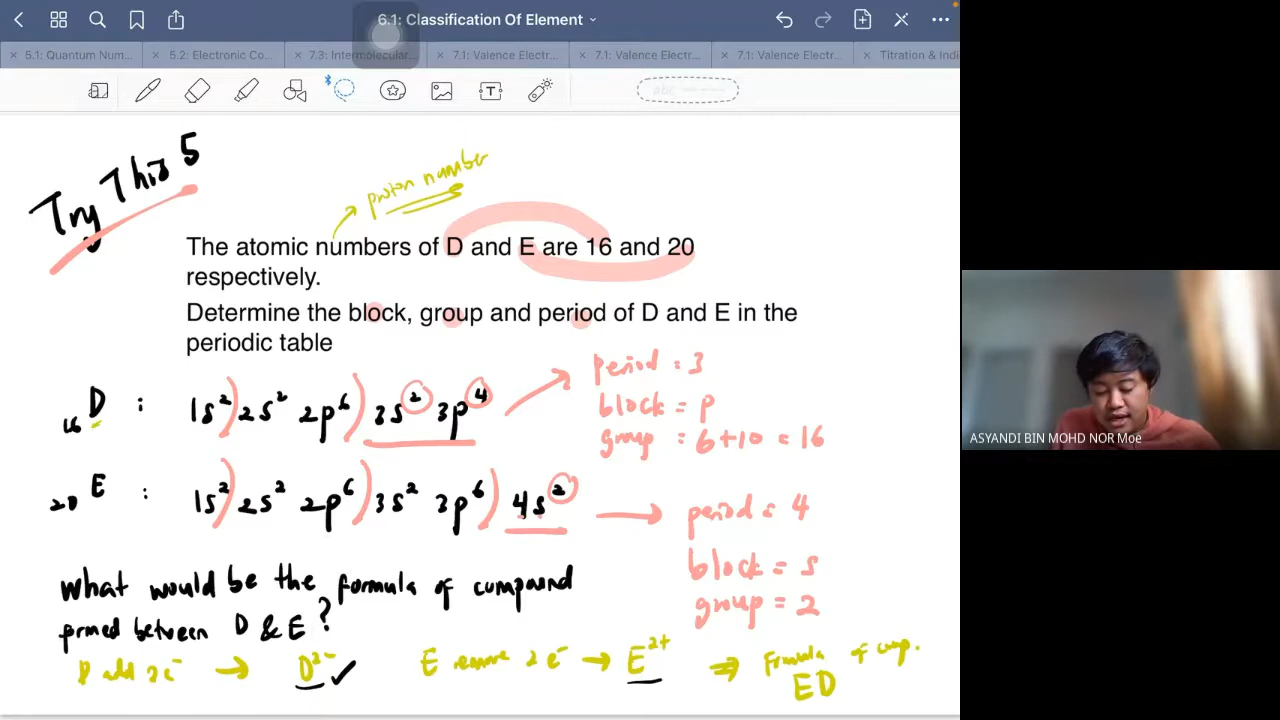 6.1: Classification Of Element
5.1: Quantum Num...
5.2: Electronic Co...
7.3: Intermolecular...
7.1: Valence Electr...
7.1: Valence Electr...
7.1: Valence Electr...
Titration & Indi
abc
Try This 5
proton number
The atomic numbers of D and E are 16 and 20
respectively.
Determine the block, group and period of D and E in the
periodic table
₁₆D : 1s² 2s² 2p⁶ 3s² 3p⁴
period = 3
block = p
group = 6+10 = 16
₂₀E : 1s² 2s² 2p⁶ 3s² 3p⁶ 4s²
period = 4
block = s
group = 2
What would be the formula of compound
formed between D & E?
D add 2e⁻ → D²⁻ ✓ E remove 2e⁻ → E²⁺ ⇒ Formula of comp.
ED
ASYANDI BIN MOHD NOR Moe